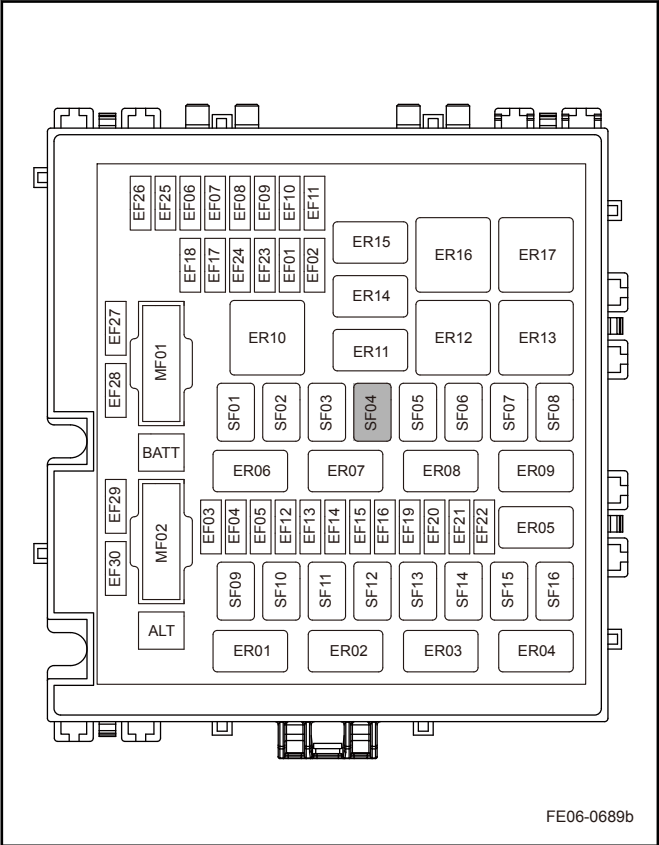 EF26 EF25 EF06 EF07 EF08 EF09 EF10 EF11
EF18 EF17 EF24 EF23 EF01 EF02
ER15 ER16 ER17
ER14
EF27 MF01 ER10 ER11 ER12 ER13
EF28
SF01 SF02 SF03 SF04 SF05 SF06 SF07 SF08
BATT ER06 ER07 ER08 ER09
EF29 MF02 EF03 EF04 EF05 EF12 EF13 EF14 EF15 EF16 EF19 EF20 EF21 EF22 ER05
EF30 SF09 SF10 SF11 SF12 SF13 SF14 SF15 SF16
ALT ER01 ER02 ER03 ER04
FE06-0689b